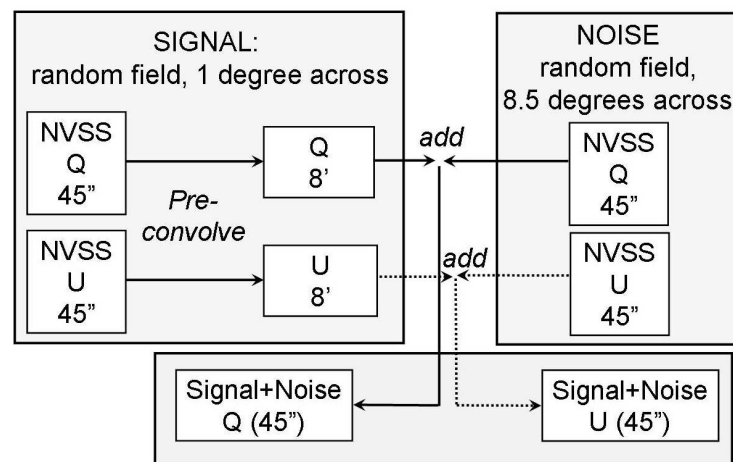 SIGNAL:
random field, 1 degree across
NVSS
Q
45”
Pre-
convolve
Q
8’
NVSS
U
45”
U
8’
add
add
NOISE
random field,
8.5 degrees across
NVSS
Q
45”
NVSS
U
45”
Signal+Noise
Q (45”)
Signal+Noise
U (45”)